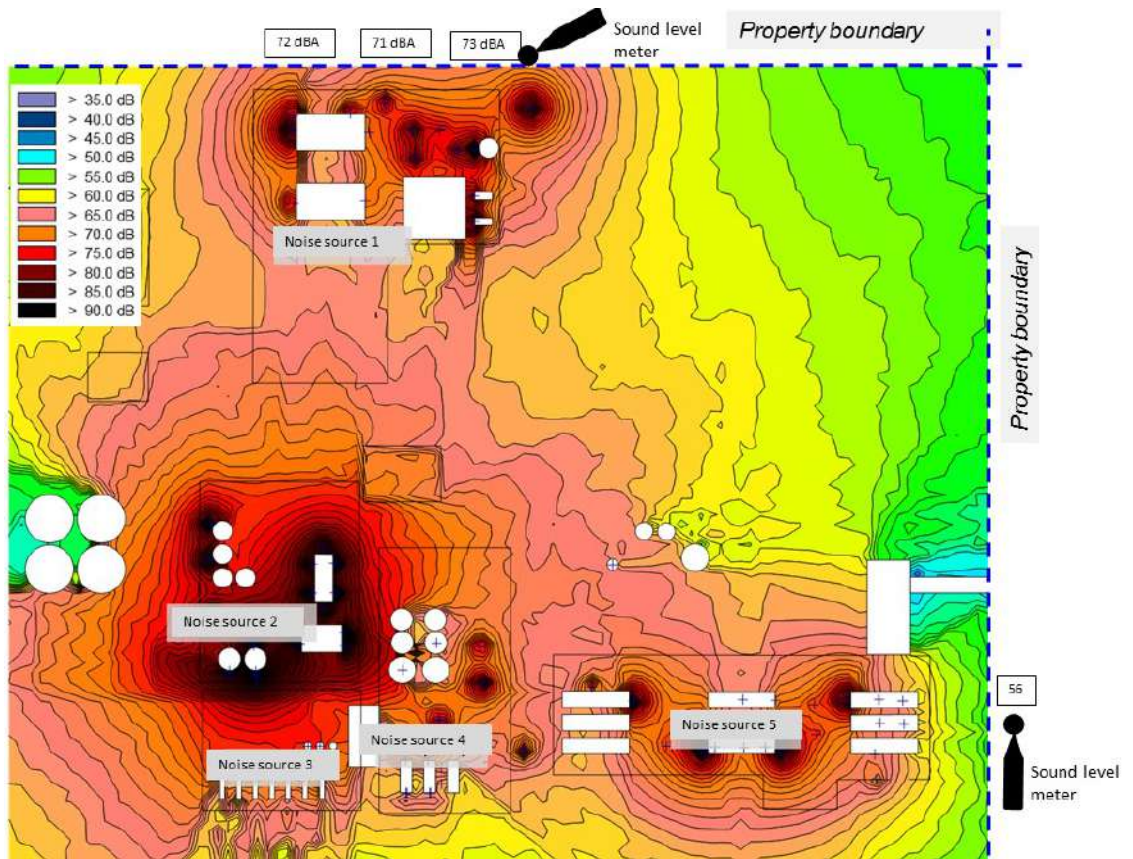 72 dBA
71 dBA
73 dBA
Sound level
meter
Property boundary
> 35.0 dB
> 40.0 dB
> 45.0 dB
> 50.0 dB
> 55.0 dB
> 60.0 dB
> 65.0 dB
> 70.0 dB
> 75.0 dB
> 80.0 dB
> 85.0 dB
> 90.0 dB
Noise source 1
Property boundary
Noise source 2
56
Noise source 5
Noise source 4
Noise source 3
Sound level
meter